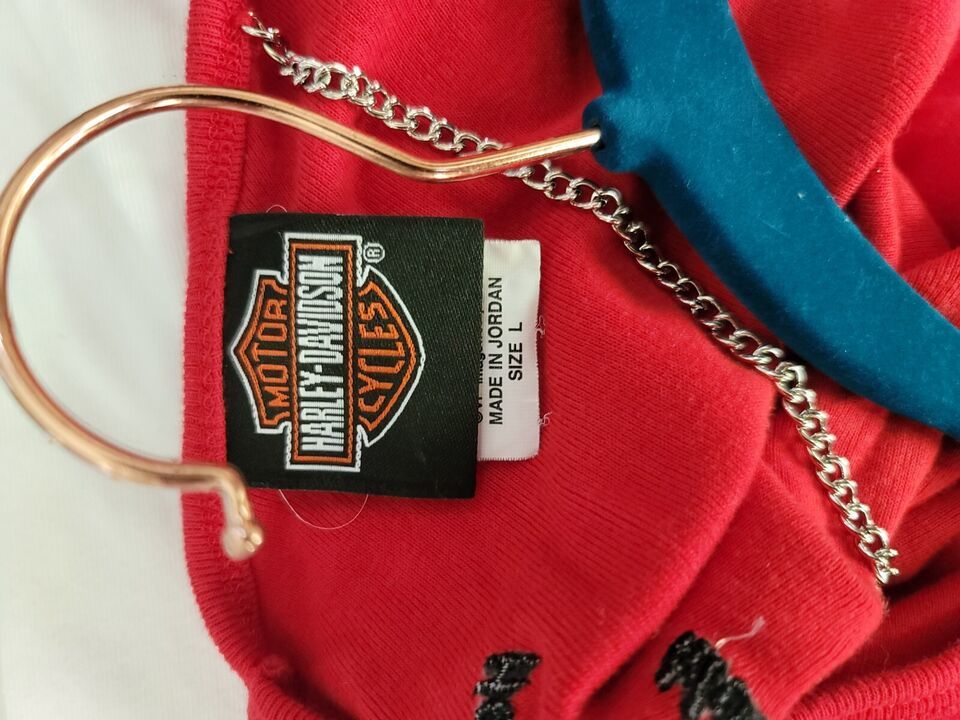 MOTOR
HARLEY-DAVIDSON
CYCLES
®
MADE IN JORDAN
SIZE L